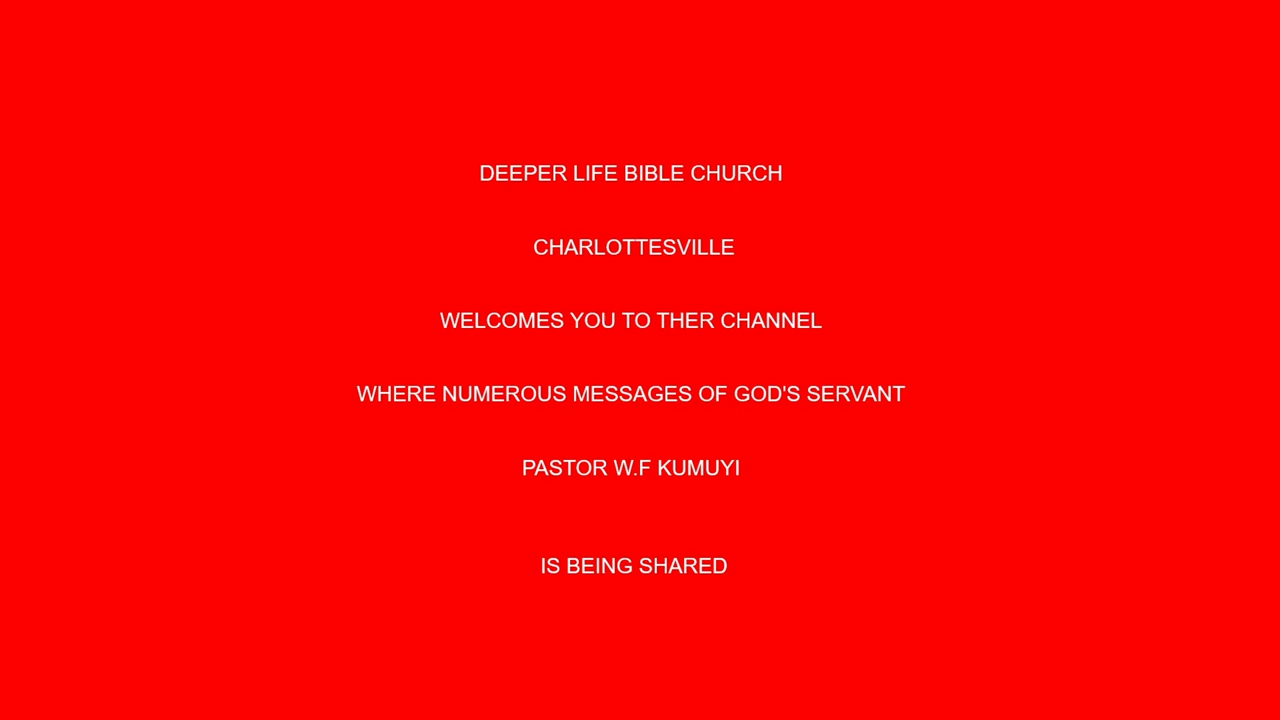 DEEPER LIFE BIBLE CHURCH
CHARLOTTESVILLE
WELCOMES YOU TO THER CHANNEL
WHERE NUMEROUS MESSAGES OF GOD'S SERVANT
PASTOR W.F KUMUYI
IS BEING SHARED